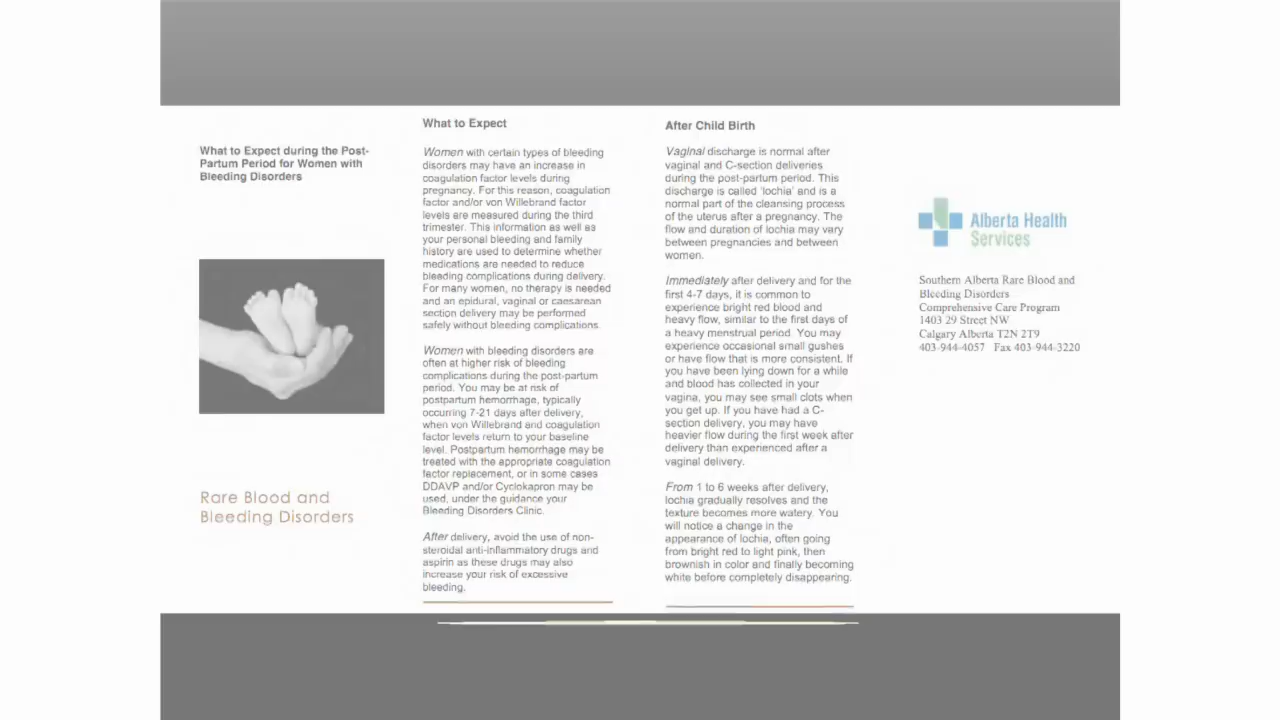 What to Expect during the Post-
Partum Period for Women with
Bleeding Disorders
Rare Blood and
Bleeding Disorders
What to Expect
Women with certain types of bleeding
disorders may have an increase in
coagulation factor levels during
pregnancy. For this reason, coagulation
factor and/or von Willebrand factor
levels are measured during the third
trimester. This information as well as
your personal bleeding and family
history are used to determine whether
medications are needed to reduce
bleeding complications during delivery.
For many women, no therapy is needed
and an epidural, vaginal or caesarean
section delivery may be performed
safely without bleeding complications.
Women with bleeding disorders are
often at higher risk of bleeding
complications during the post-partum
period. You may be at risk of
postpartum hemorrhage, typically
occurring 7-21 days after delivery,
when von Willebrand and coagulation
factor levels return to your baseline
level. Postpartum hemorrhage may be
treated with the appropriate coagulation
factor replacement, or in some cases
DDAVP and/or Cyclokapron may be
used, under the guidance your
Bleeding Disorders Clinic.
After delivery, avoid the use of non-
steroidal anti-inflammatory drugs and
aspirin as these drugs may also
increase your risk of excessive
bleeding.
After Child Birth
Vaginal discharge is normal after
vaginal and C-section deliveries
during the post-partum period. This
discharge is called 'lochia' and is a
normal part of the cleansing process
of the uterus after a pregnancy. The
flow and duration of lochia may vary
between pregnancies and between
women.
Immediately after delivery and for the
first 4-7 days, it is common to
experience bright red blood and
heavy flow, similar to the first days of
a heavy menstrual period. You may
experience occasional small gushes
or have flow that is more consistent. If
you have been lying down for a while
and blood has collected in your
vagina, you may see small clots when
you get up. If you have had a C-
section delivery, you may have
heavier flow during the first week after
delivery than experienced after a
vaginal delivery.
From 1 to 6 weeks after delivery,
lochia gradually resolves and the
texture becomes more watery. You
will notice a change in the
appearance of lochia, often going
from bright red to light pink, then
brownish in color and finally becoming
white before completely disappearing.
Alberta Health
Services
Southern Alberta Rare Blood and
Bleeding Disorders
Comprehensive Care Program
1403 29 Street NW
Calgary Alberta T2N 2T9
403-944-4057 Fax 403-944-3220